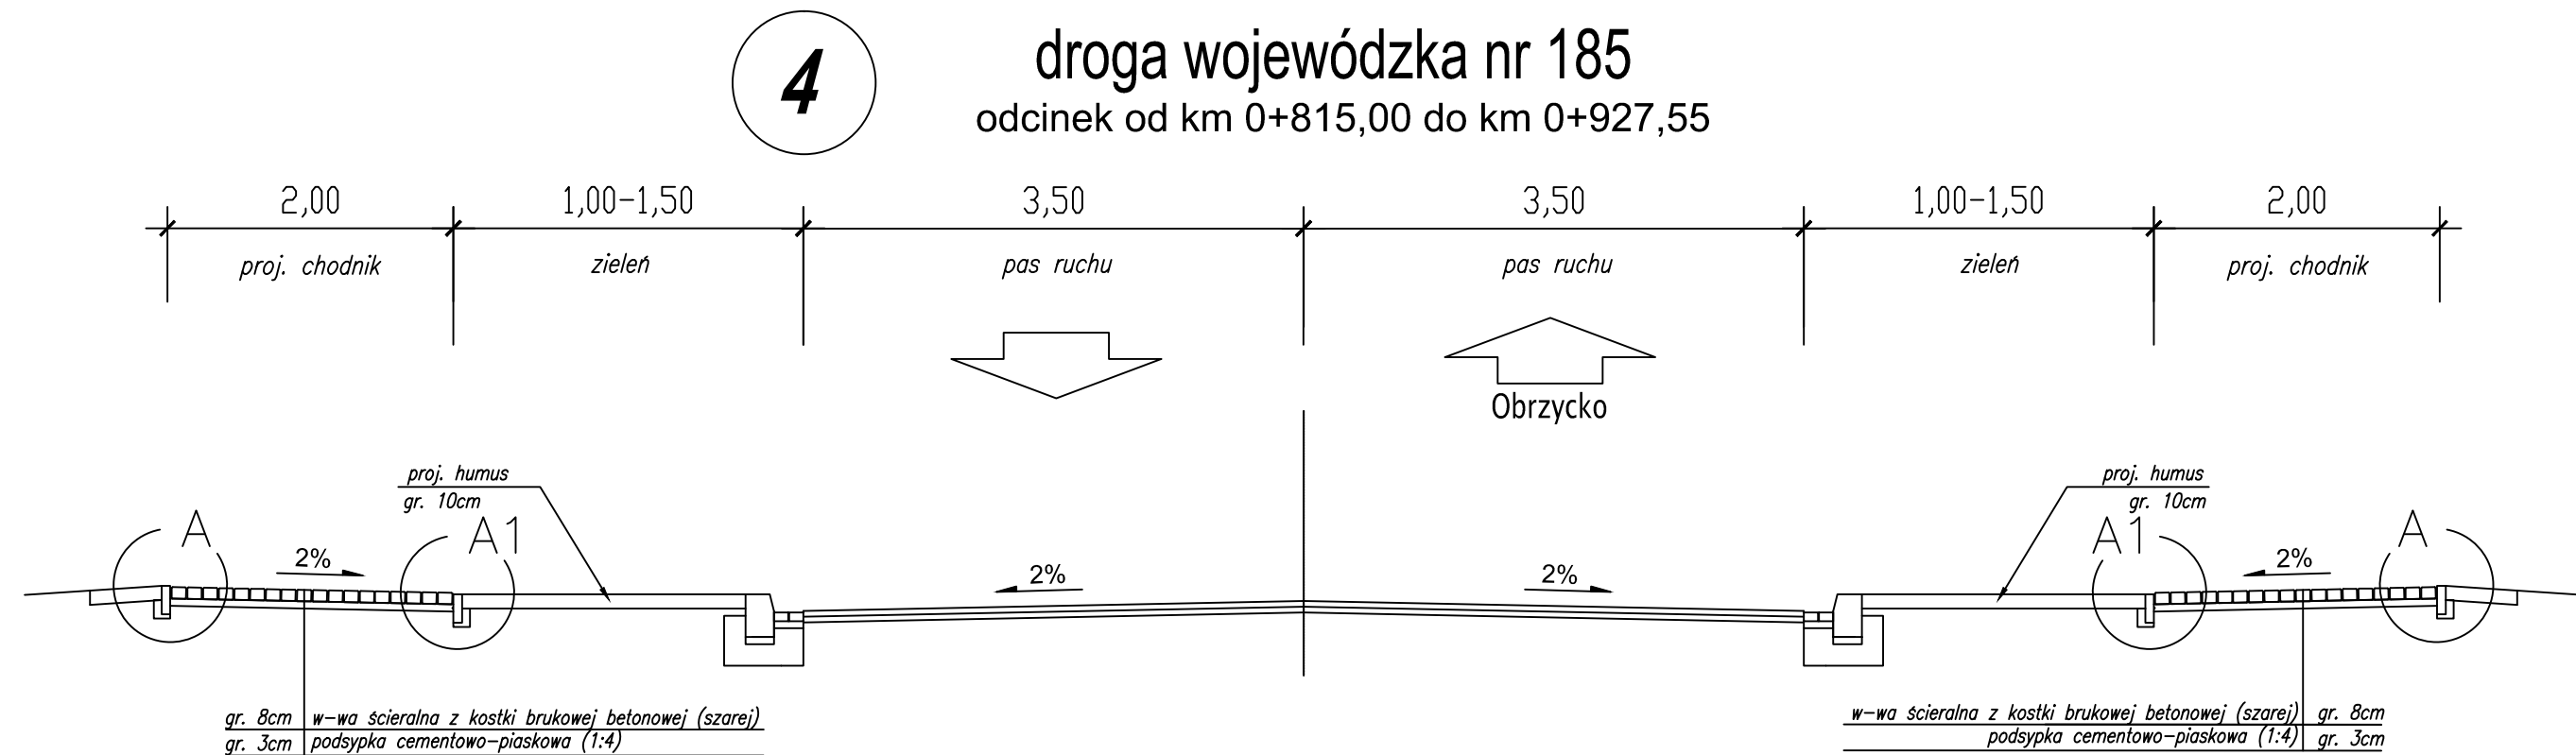 4
droga wojewódzka nr 185
odcinek od km 0+815,00 do km 0+927,55
2,00 1,00-1,50 3,50 3,50 1,00-1,50 2,00
proj. chodnik zieleń pas ruchu pas ruchu zieleń proj. chodnik
Obrzycko
proj. humus proj. humus
gr. 10cm gr. 10cm
A A1 A1 A
2% 2% 2% 2%
gr. 8cm w-wa ścieralna z kostki brukowej betonowej (szarej) w-wa ścieralna z kostki brukowej betonowej (szarej) gr. 8cm
gr. 3cm podsypka cementowo-piaskowa (1:4) podsypka cementowo-piaskowa (1:4) gr. 3cm